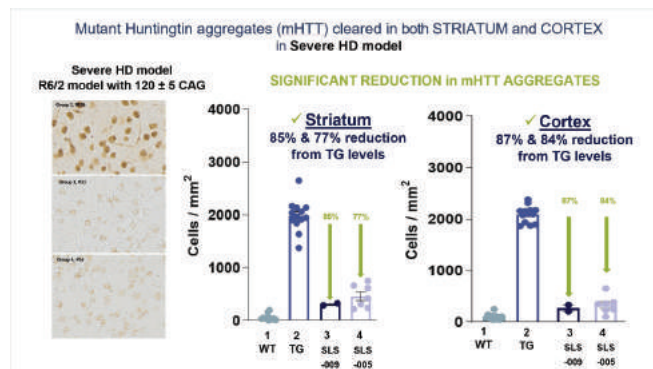 Mutant Huntingtin aggregates (mHTT) cleared in both STRIATUM and CORTEX
in Severe HD model
Severe HD model
R6/2 model with 120 ± 5 CAG
SIGNIFICANT REDUCTION in mHTT AGGREGATES
✓ Striatum
85% & 77% reduction
from TG levels
Cells / mm²
4000
3000
2000
1000
0
85%
77%
1
WT
2
TG
3
SLS
-009
4
SLS
-005
✓ Cortex
87% & 84% reduction
from TG levels
Cells / mm²
4000
3000
2000
1000
0
87%
84%
1
WT
2
TG
3
SLS
-009
4
SLS
-005